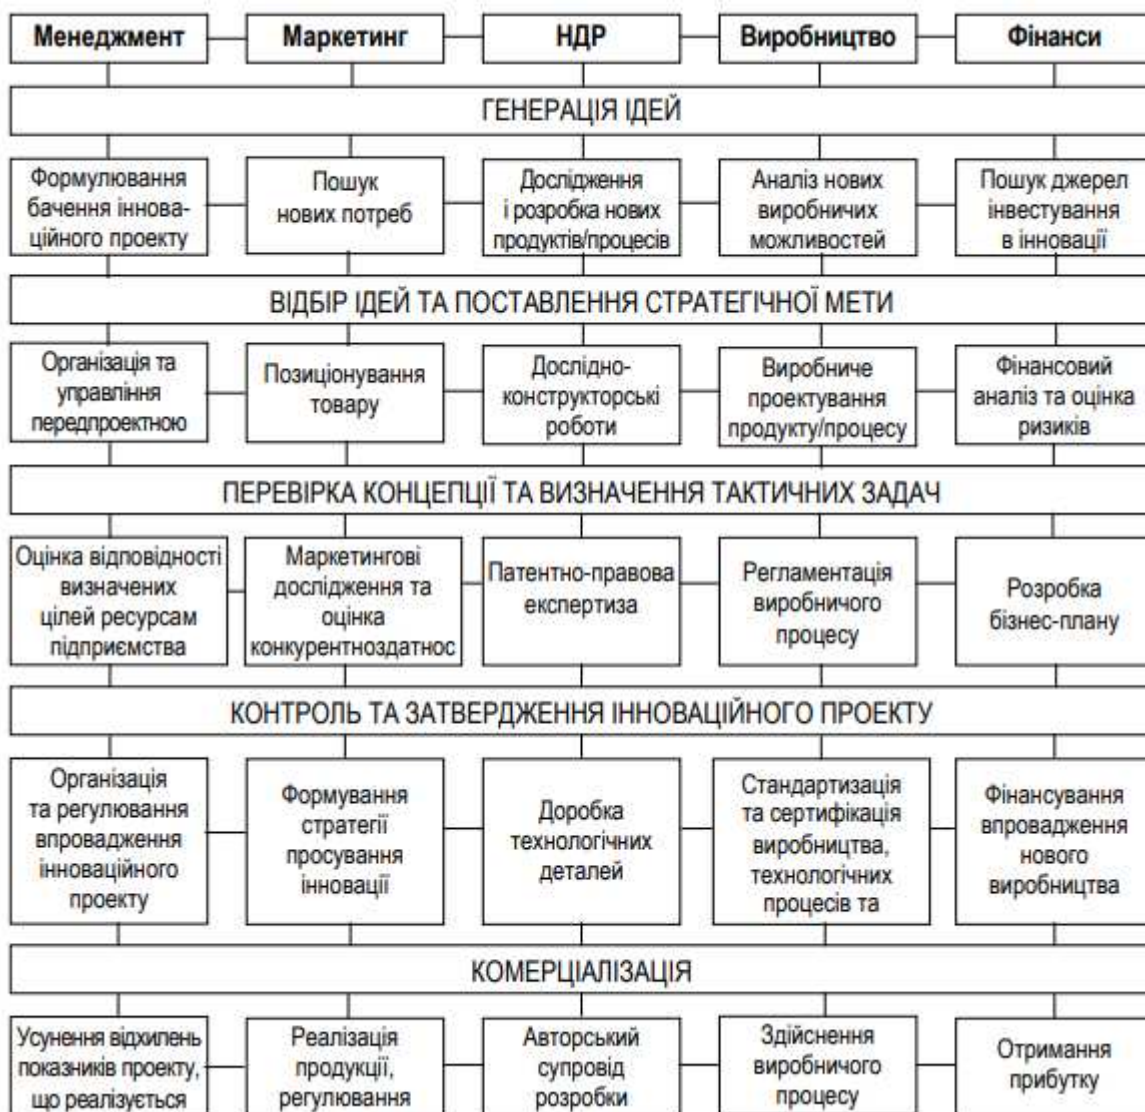 Менеджмент
Маркетинг
НДР
Виробництво
Фінанси
ГЕНЕРАЦІЯ ІДЕЙ
Формулювання
бачення іннова-
ційного проекту
Пошук
нових потреб
Дослідження
і розробка нових
продуктів/процесів
Аналіз нових
виробничих
можливостей
Пошук джерел
інвестування
в інновації
ВІДБІР ІДЕЙ ТА ПОСТАВЛЕННЯ СТРАТЕГІЧНОЇ МЕТИ
Організація та
управління
передпроектною
Позиціонування
товару
Дослідно-
конструкторські
роботи
Виробниче
проектування
продукту/процесу
Фінансовий
аналіз та оцінка
ризиків
ПЕРЕВІРКА КОНЦЕПЦІЇ ТА ВИЗНАЧЕННЯ ТАКТИЧНИХ ЗАДАЧ
Оцінка відповідності
визначених
цілей ресурсам
підприємства
Маркетингові
дослідження та
оцінка
конкурентноздатнос
Патентно-правова
експертиза
Регламентація
виробничого
процесу
Розробка
бізнес-плану
КОНТРОЛЬ ТА ЗАТВЕРДЖЕННЯ ІННОВАЦІЙНОГО ПРОЕКТУ
Організація
та регулювання
впровадження
інноваційного
проекту
Формування
стратегії
просування
інновації
Доробка
технологічних
деталей
Стандартизація
та сертифікація
виробництва,
технологічних
процесів та
Фінансування
впровадження
нового
виробництва
КОМЕРЦІАЛІЗАЦІЯ
Усунення відхилень
показників проекту,
що реалізується
Реалізація
продукції,
регулювання
Авторський
супровід
розробки
Здійснення
виробничого
процесу
Отримання
прибутку